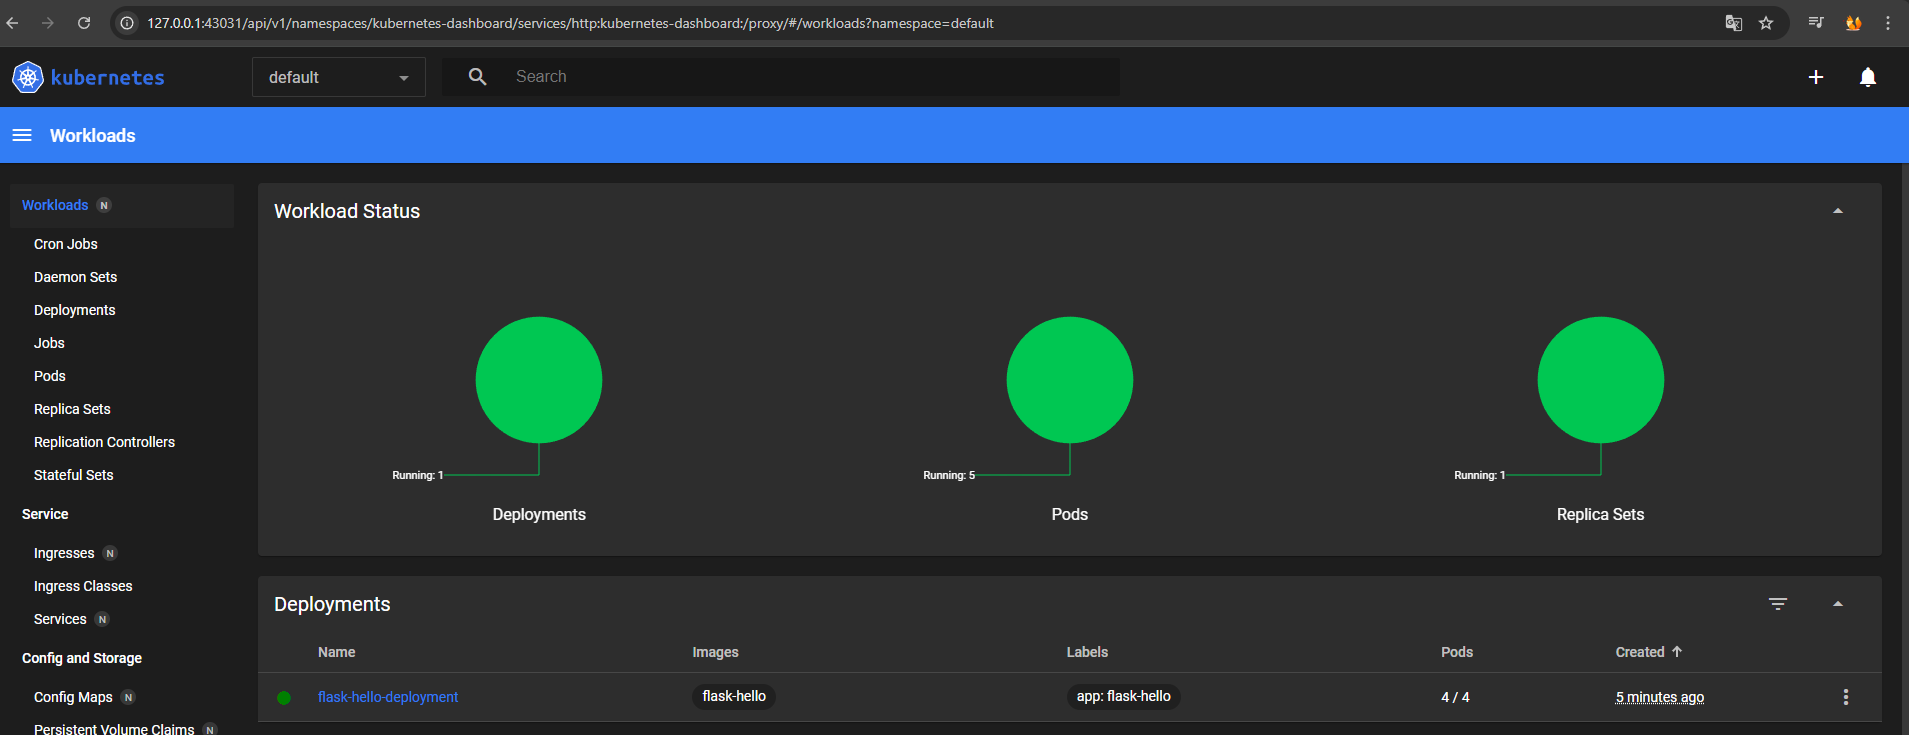 127.0.0.1:43031/api/v1/namespaces/kubernetes-dashboard/services/http:kubernetes-dashboard:/proxy/#/workloads?namespace=default
kubernetes
default
Search
Workloads
Workloads N
Cron Jobs
Daemon Sets
Deployments
Jobs
Pods
Replica Sets
Replication Controllers
Stateful Sets
Service
Ingresses N
Ingress Classes
Services N
Config and Storage
Config Maps N
Persistent Volume Claims N
Workload Status
Running: 1
Deployments
Running: 5
Pods
Running: 1
Replica Sets
Deployments
Name Images Labels Pods Created
flask-hello-deployment flask-hello app: flask-hello 4 / 4 5 minutes ago